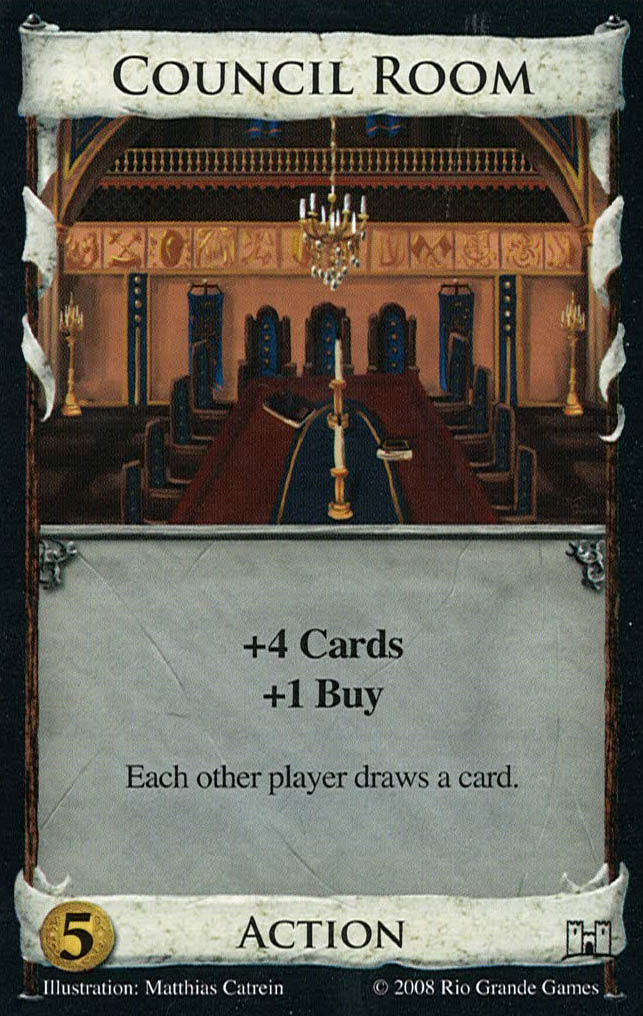 COUNCIL ROOM
+4 Cards
+1 Buy
Each other player draws a card.
5
ACTION
Illustration: Matthias Catrein
© 2008 Rio Grande Games